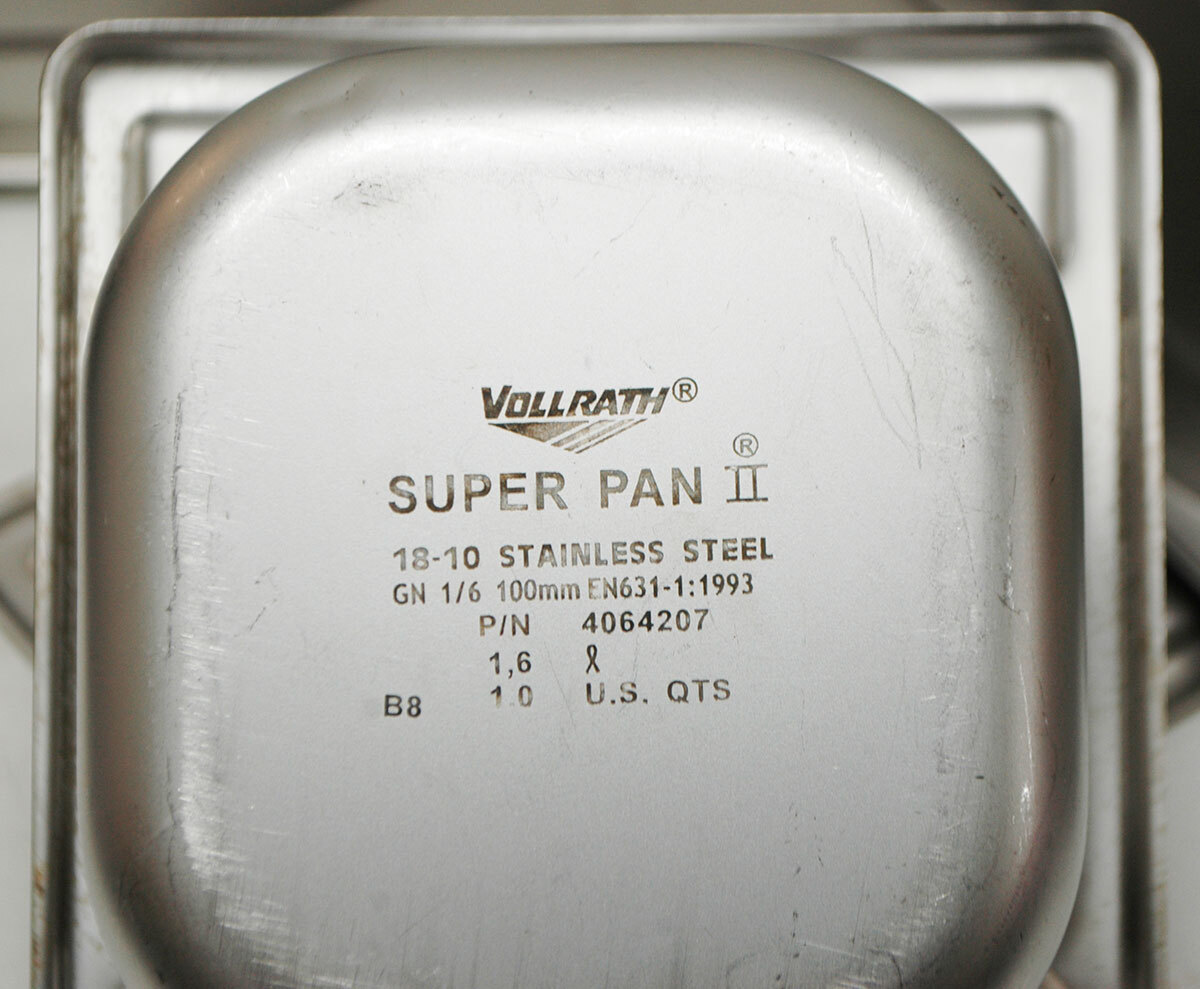 VOLLRATH®
SUPER PAN II®
18-10 STAINLESS STEEL
GN 1/6 100mm EN631-1:1993
P/N 4064207
1,6 ℓ
B8 1.0 U.S. QTS